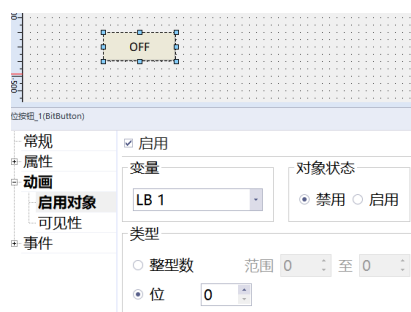 OFF
500
位按钮_1(BitButton)
常规
属性
动画
启用对象
可见性
事件
启用
变量
LB 1
对象状态
禁用 启用
类型
整型数 范围 0 至 0
位 0